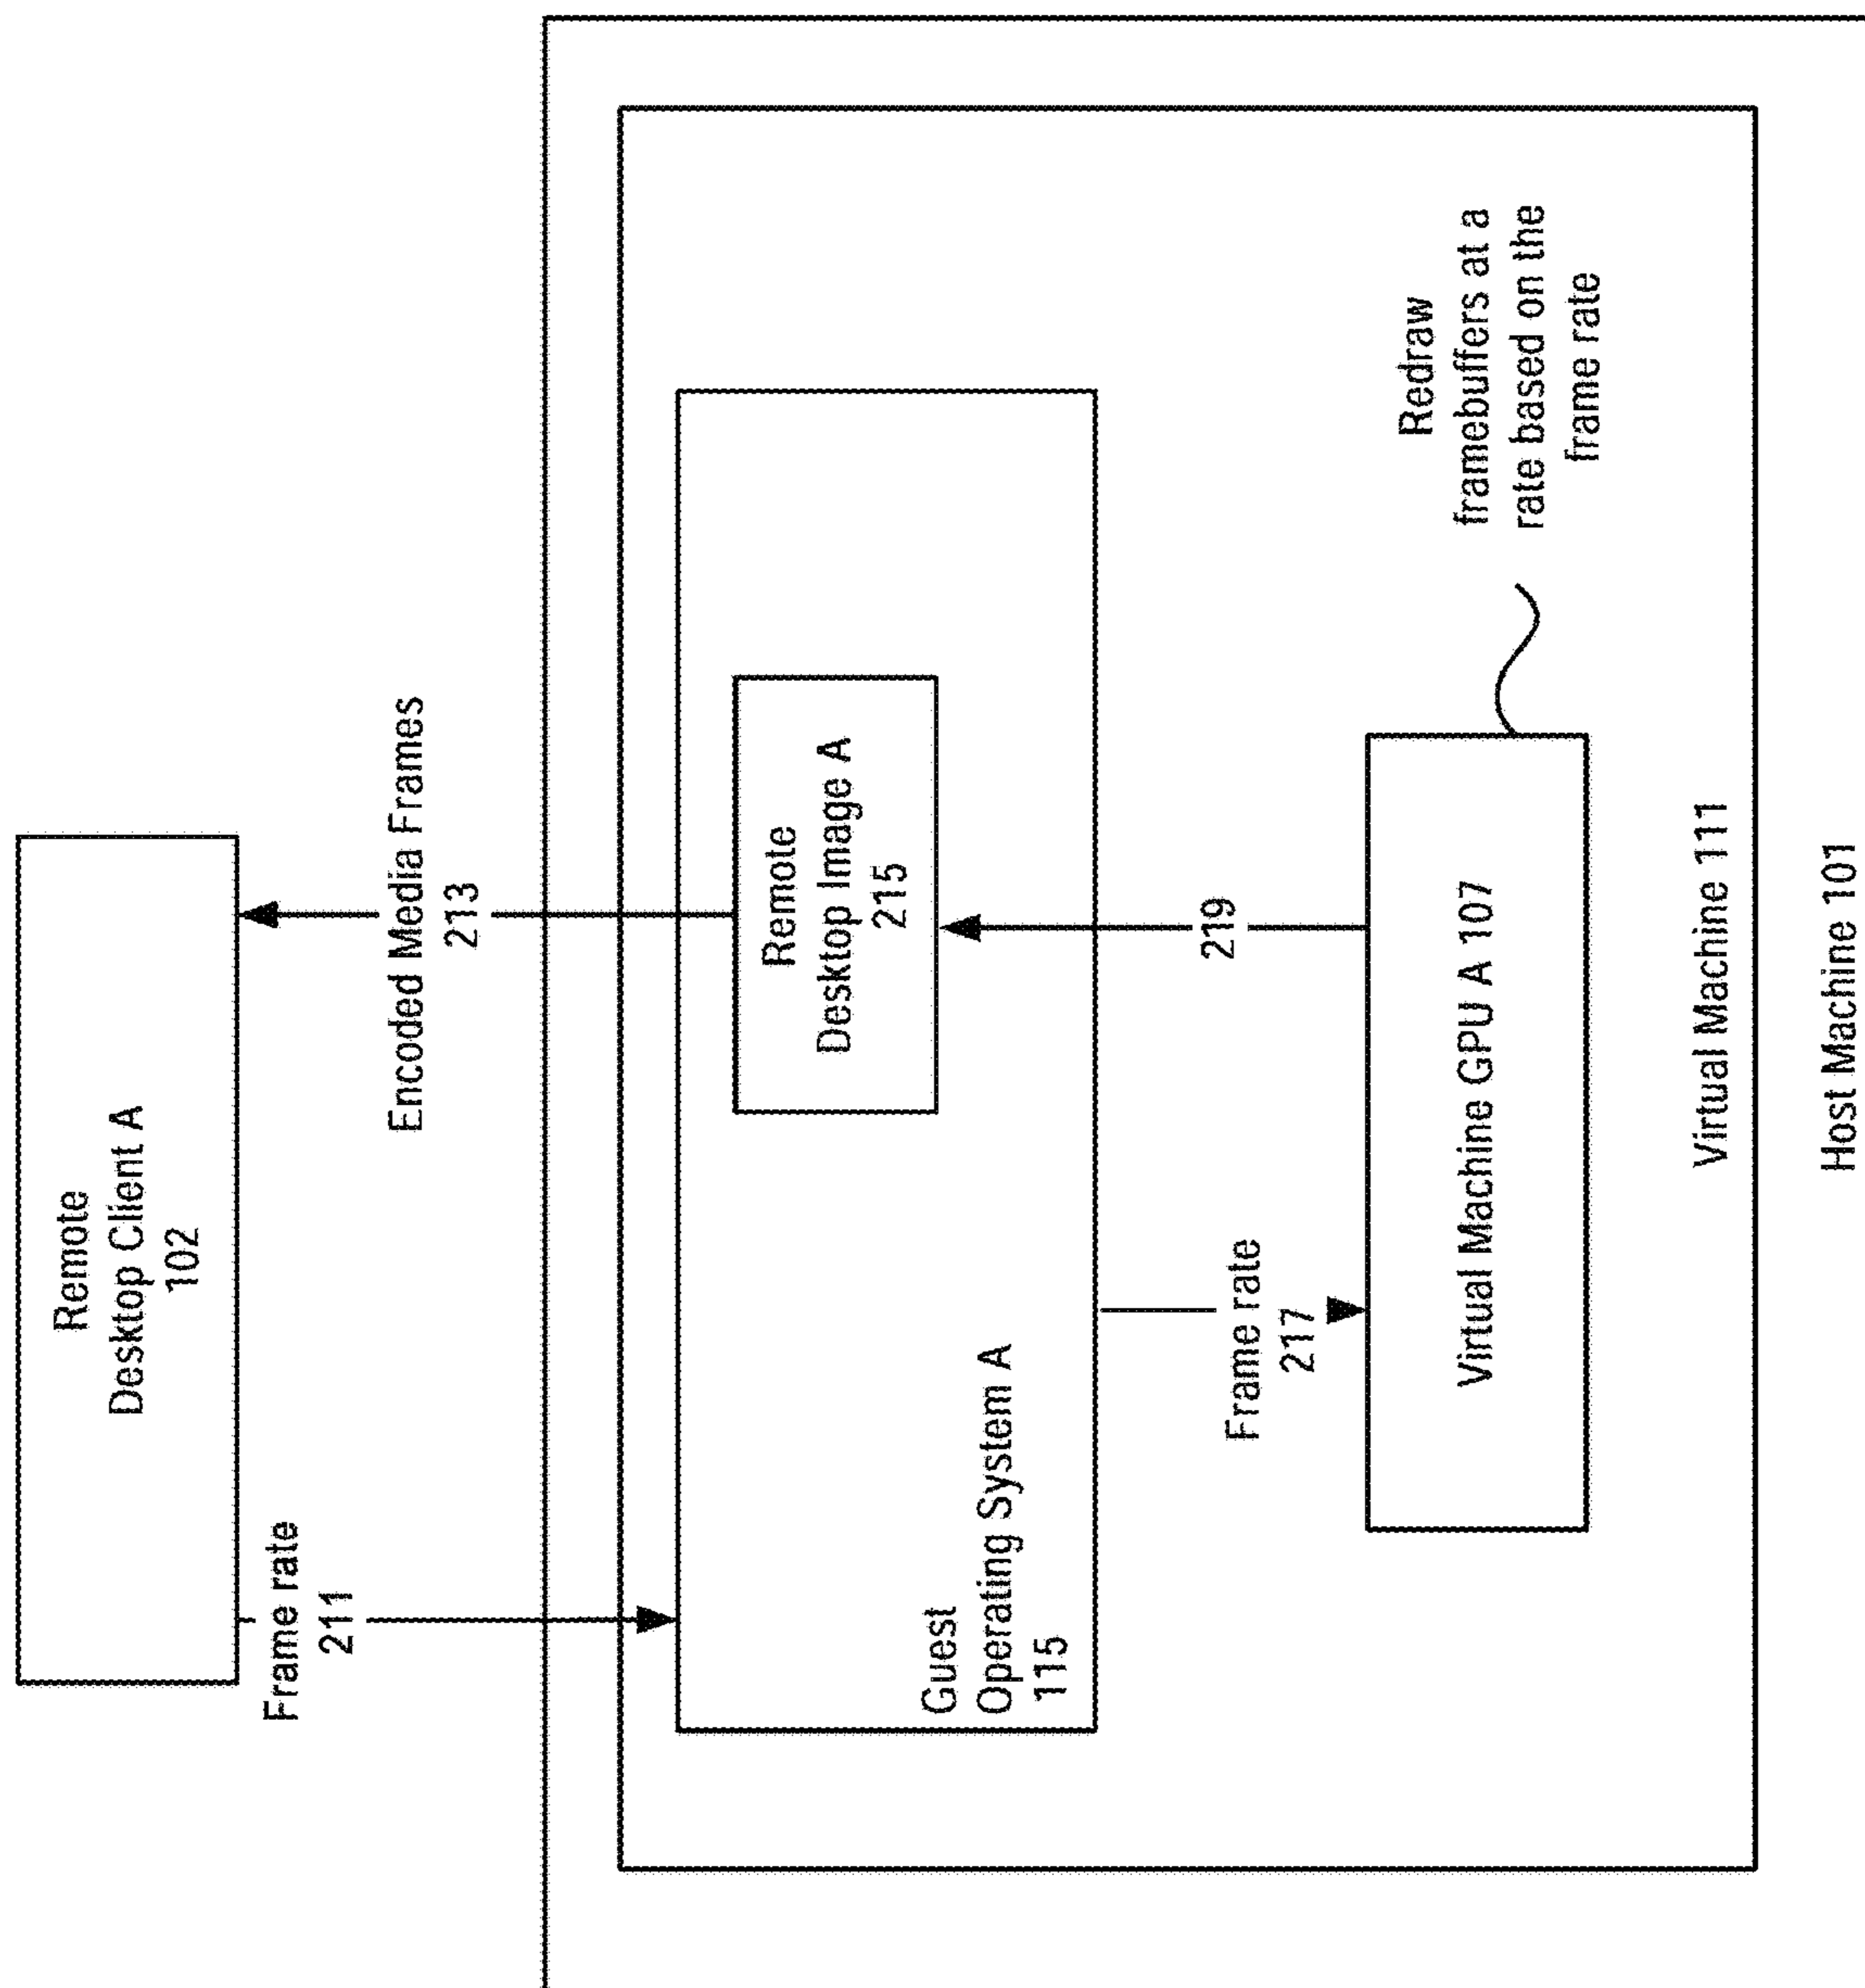 Remote
Desktop Client A
102
Frame rate
211
Encoded Media Frames
213
Remote
Desktop Image A
215
Guest
Operating System A
115
Frame rate
217
219
Virtual Machine GPU A 107
Redraw
framebuffers at a
rate based on the
frame rate
Virtual Machine 111
Host Machine 101